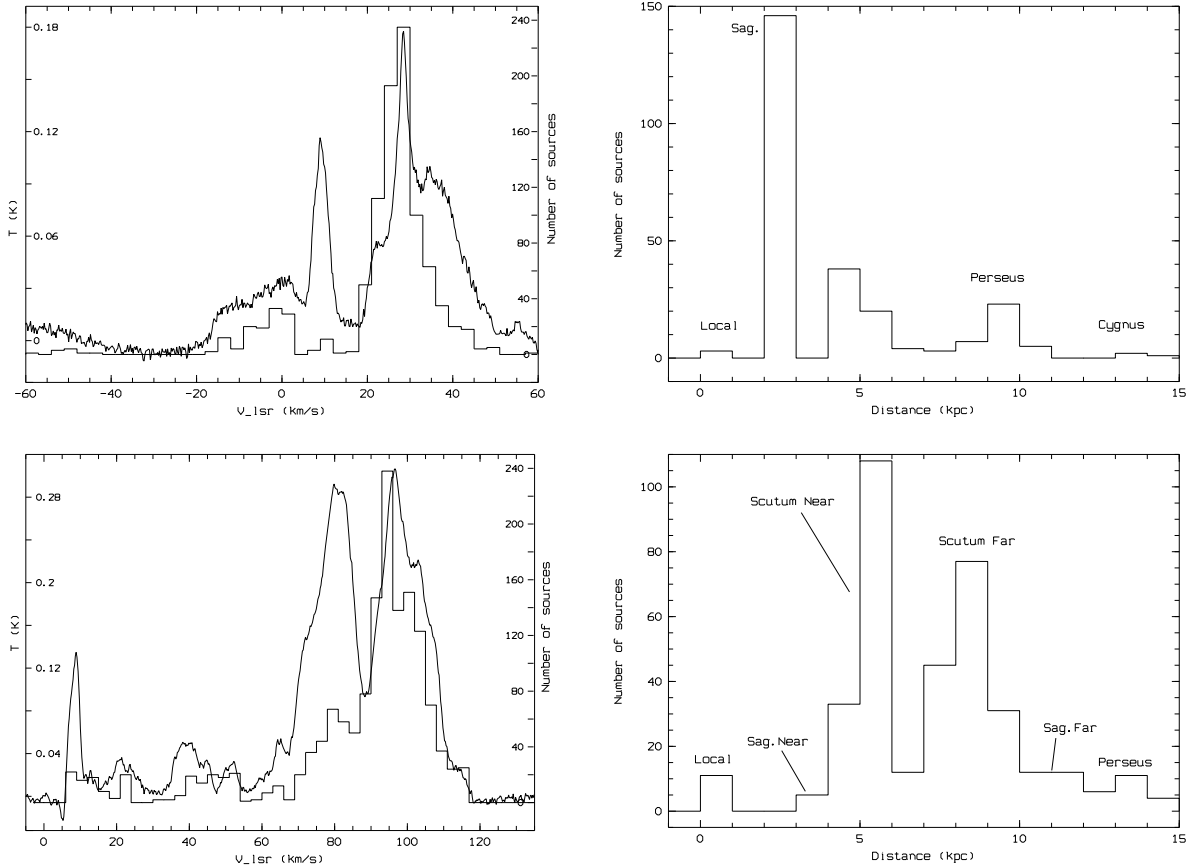 0.18
0.12
0.06
0
T (K)
240
200
160
120
80
40
0
Number of sources
-60
-40
-20
0
20
40
60
V_lsr (km/s)
150
100
50
0
Number of sources
Sag.
Local
Perseus
Cygnus
0
5
10
15
Distance (kpc)
0.28
0.2
0.12
0.04
T (K)
240
200
160
120
80
40
0
Number of sources
0
20
40
60
80
100
120
V_lsr (km/s)
100
80
60
40
20
0
Number of sources
Scutum Near
Scutum Far
Sag.Near
Sag.Far
Local
Perseus
0
5
10
15
Distance (kpc)